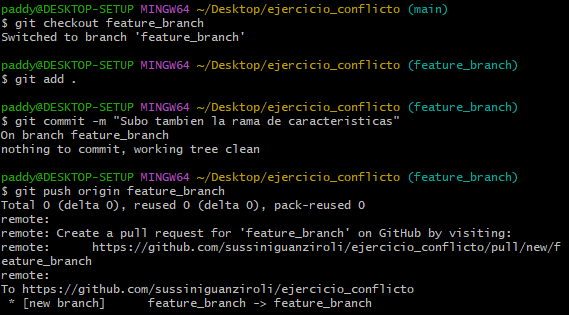 paddy@DESKTOP-SETUP MINGW64 ~/Desktop/ejercicio_conflicto (main)
$ git checkout feature_branch
Switched to branch 'feature_branch'
paddy@DESKTOP-SETUP MINGW64 ~/Desktop/ejercicio_conflicto (feature_branch)
$ git add .
paddy@DESKTOP-SETUP MINGW64 ~/Desktop/ejercicio_conflicto (feature_branch)
$ git commit -m "Subo tambien la rama de caracteristicas"
On branch feature_branch
nothing to commit, working tree clean
paddy@DESKTOP-SETUP MINGW64 ~/Desktop/ejercicio_conflicto (feature_branch)
$ git push origin feature_branch
Total 0 (delta 0), reused 0 (delta 0), pack-reused 0
remote:
remote: Create a pull request for 'feature_branch' on GitHub by visiting:
remote:      https://github.com/sussiniguanziroli/ejercicio_conflicto/pull/new/f
eature_branch
remote:
To https://github.com/sussiniguanziroli/ejercicio_conflicto
 * [new branch]      feature_branch -> feature_branch